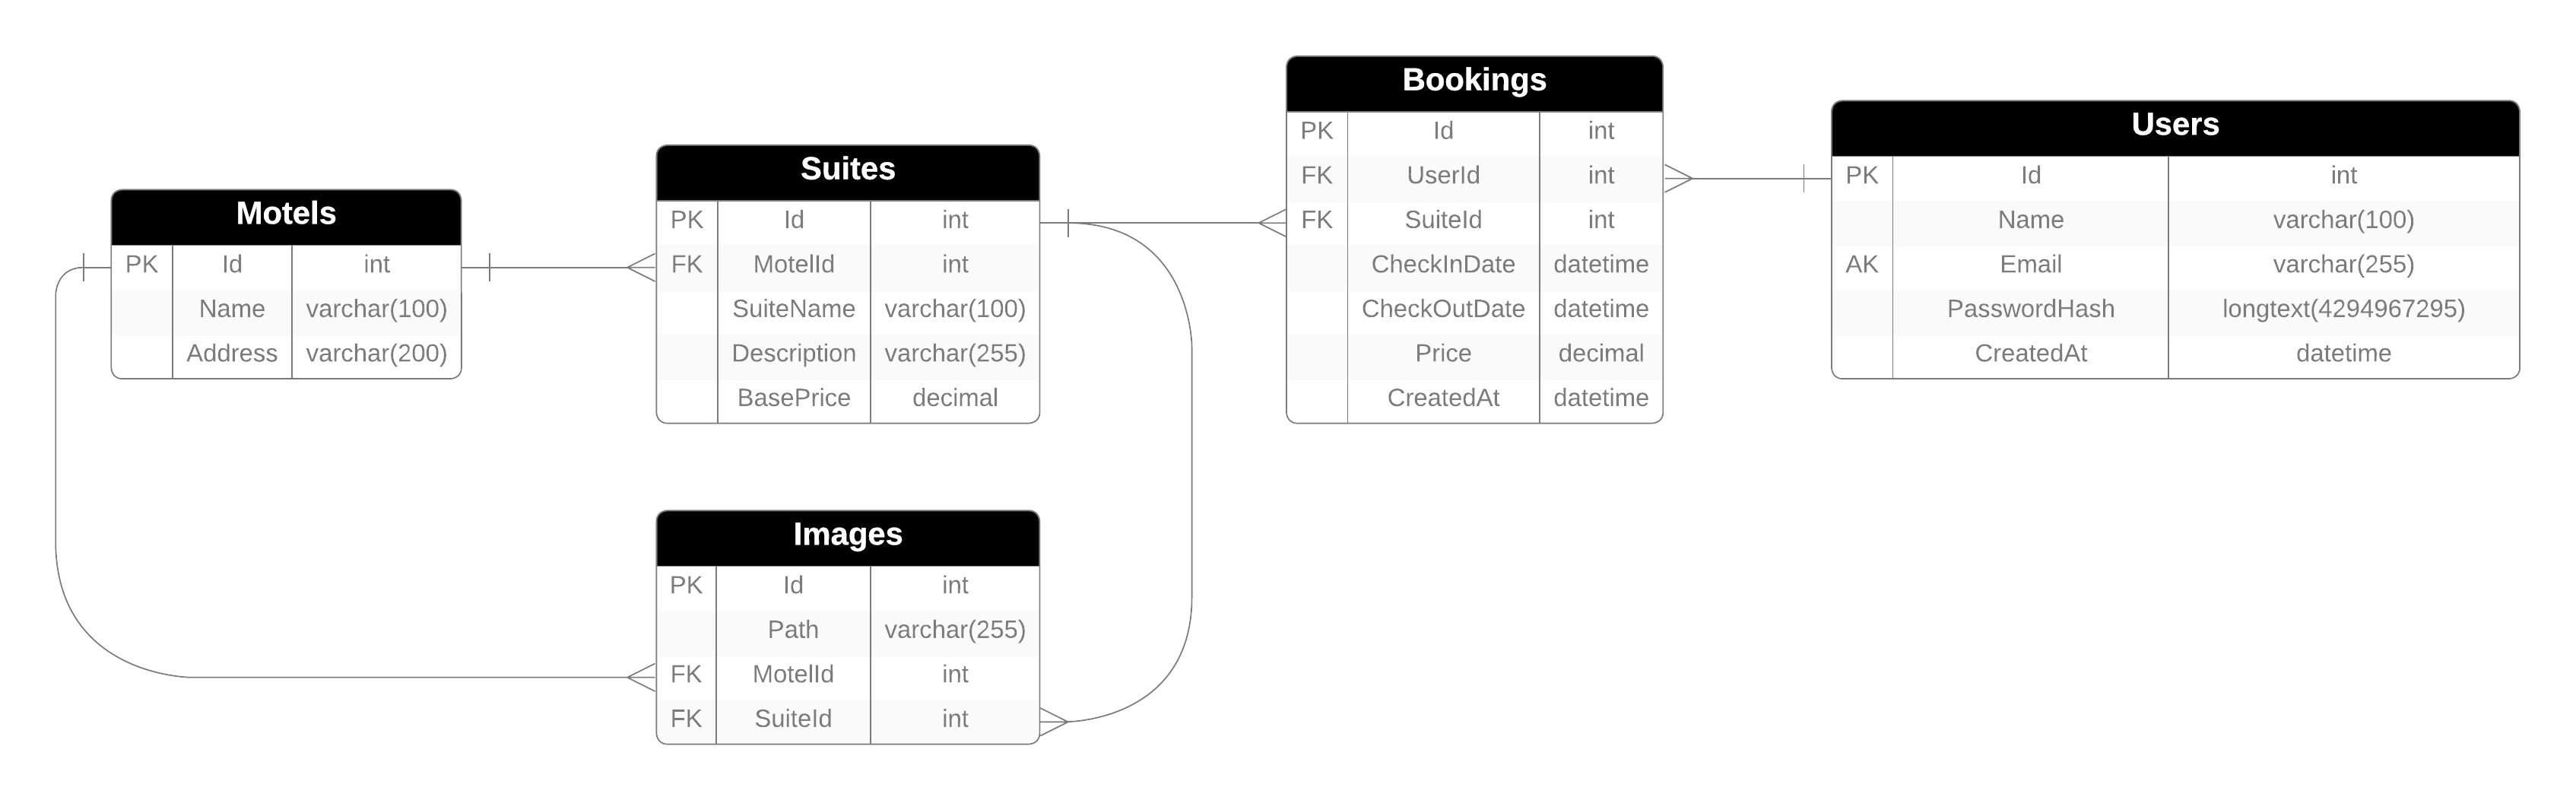 Motels
PK Id int
Name varchar(100)
Address varchar(200)
Suites
PK Id int
FK MotelId int
SuiteName varchar(100)
Description varchar(255)
BasePrice decimal
Images
PK Id int
Path varchar(255)
FK MotelId int
FK SuiteId int
Bookings
PK Id int
FK UserId int
FK SuiteId int
CheckInDate datetime
CheckOutDate datetime
Price decimal
CreatedAt datetime
Users
PK Id int
Name varchar(100)
AK Email varchar(255)
PasswordHash longtext(4294967295)
CreatedAt datetime